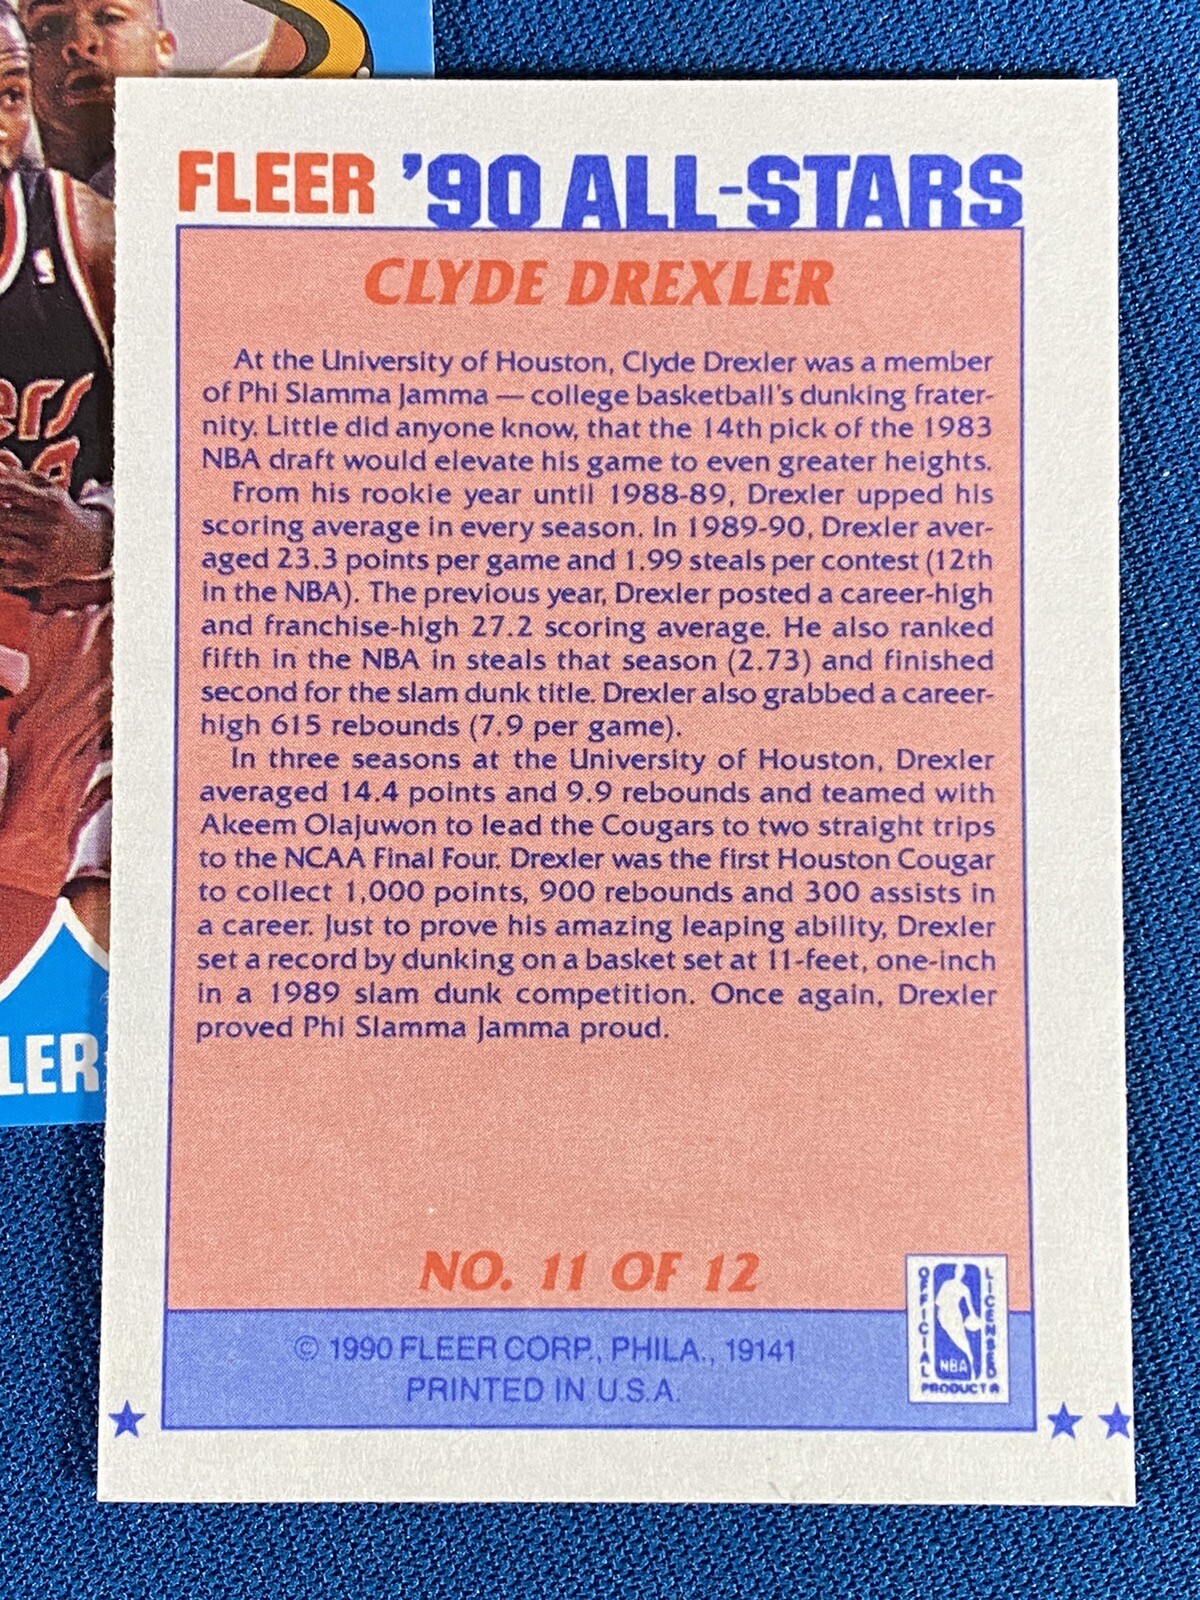 FLEER '90 ALL-STARS
CLYDE DREXLER
At the University of Houston, Clyde Drexler was a member
of Phi Slamma Jamma — college basketball's dunking frater-
nity. Little did anyone know, that the 14th pick of the 1983
NBA draft would elevate his game to even greater heights.
From his rookie year until 1988-89, Drexler upped his
scoring average in every season. In 1989-90, Drexler aver-
aged 23.3 points per game and 1.99 steals per contest (12th
in the NBA). The previous year, Drexler posted a career-high
and franchise-high 27.2 scoring average. He also ranked
fifth in the NBA in steals that season (2.73) and finished
second for the slam dunk title. Drexler also grabbed a career-
high 615 rebounds (7.9 per game).
In three seasons at the University of Houston, Drexler
averaged 14.4 points and 9.9 rebounds and teamed with
Akeem Olajuwon to lead the Cougars to two straight trips
to the NCAA Final Four. Drexler was the first Houston Cougar
to collect 1,000 points, 900 rebounds and 300 assists in
a career. Just to prove his amazing leaping ability, Drexler
set a record by dunking on a basket set at 11-feet, one-inch
in a 1989 slam dunk competition. Once again, Drexler
proved Phi Slamma Jamma proud.
NO. 11 OF 12
© 1990 FLEER CORP., PHILA., 19141
PRINTED IN U.S.A.
OFFICIAL
LICENSED
NBA
PRODUCT
ers
LER